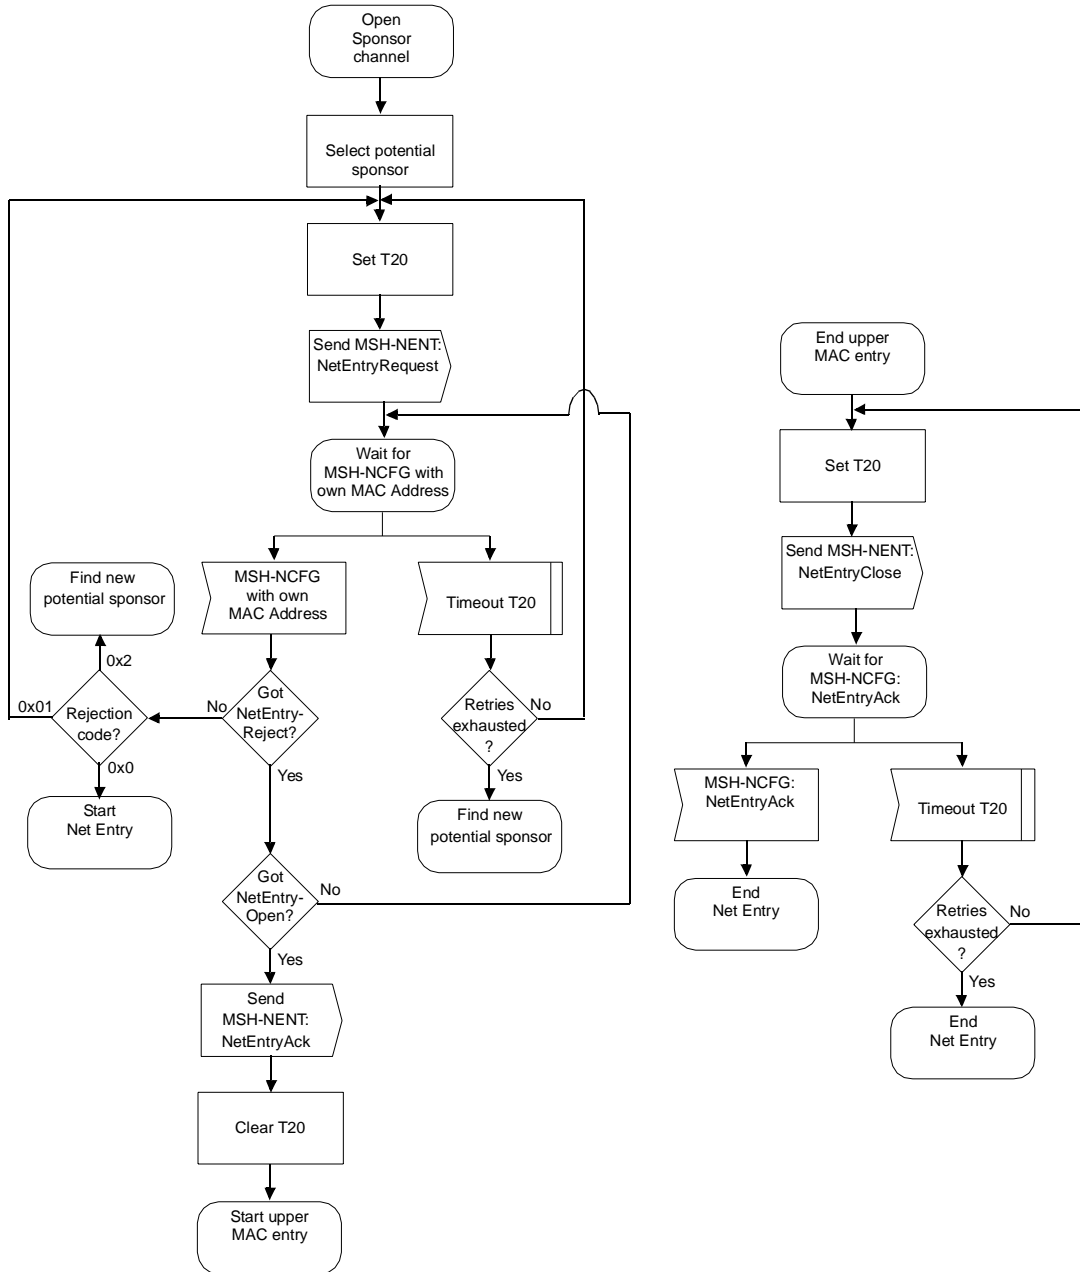 Open
Sponsor
channel
Select potential
sponsor
Set T20
Send MSH-NENT:
NetEntryRequest
Wait for
MSH-NCFG with
own MAC Address
MSH-NCFG
with own
MAC Address
Timeout T20
Find new
potential sponsor
0x2
0x01
Rejection
code?
0x0
Start
Net Entry
No
Got
NetEntry-
Reject?
Yes
Retries
exhausted
?
No
Yes
Find new
potential sponsor
Got
NetEntry-
Open?
No
Yes
Send
MSH-NENT:
NetEntryAck
Clear T20
Start upper
MAC entry
End upper
MAC entry
Set T20
Send MSH-NENT:
NetEntryClose
Wait for
MSH-NCFG:
NetEntryAck
MSH-NCFG:
NetEntryAck
Timeout T20
End
Net Entry
Retries
exhausted
?
No
Yes
End
Net Entry